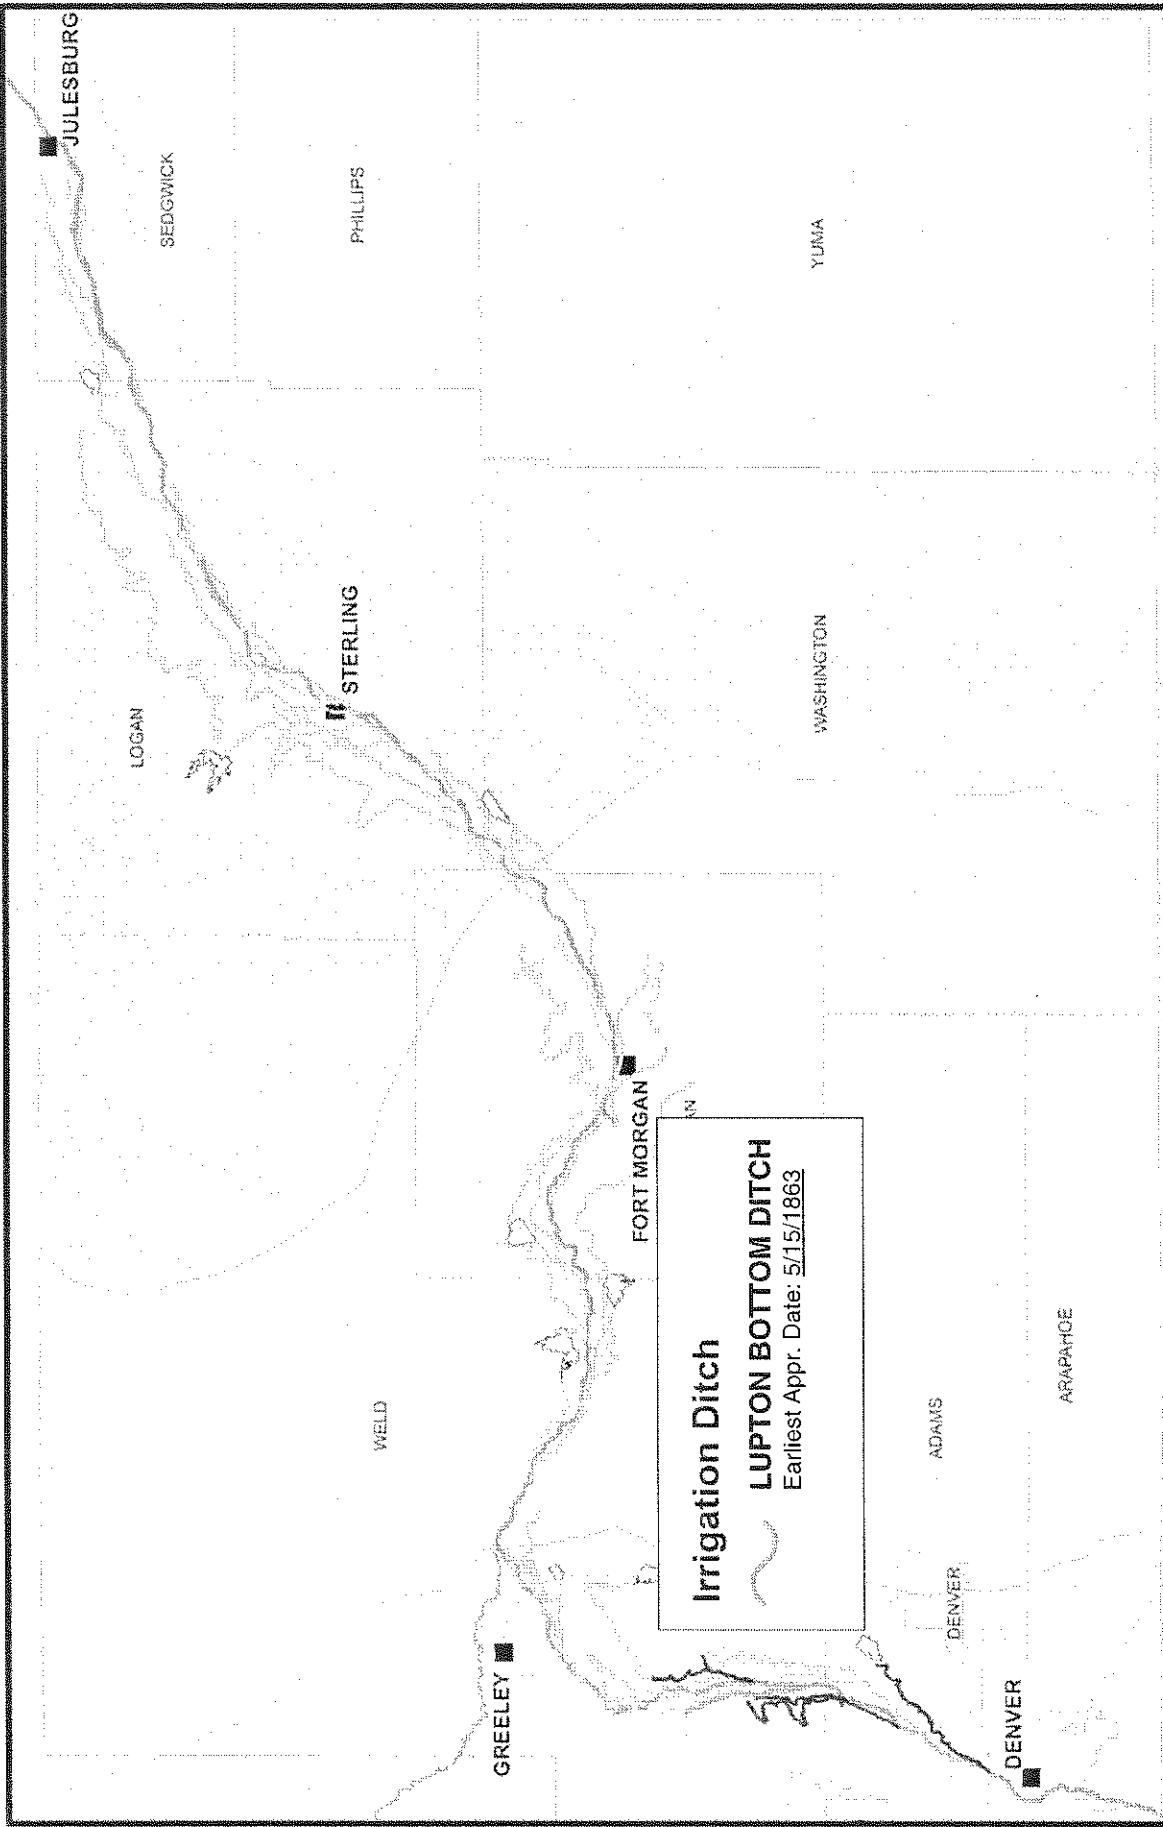 JULESBURG
SEDGWICK
PHILLIPS
YUMA
LOGAN
STERLING
WASHINGTON
WELD
FORT MORGAN
AN
GREELEY
Irrigation Ditch
LUPTON BOTTOM DITCH
Earliest Appr. Date: 5/15/1863
ADAMS
ARAPAHOE
DENVER
DENVER